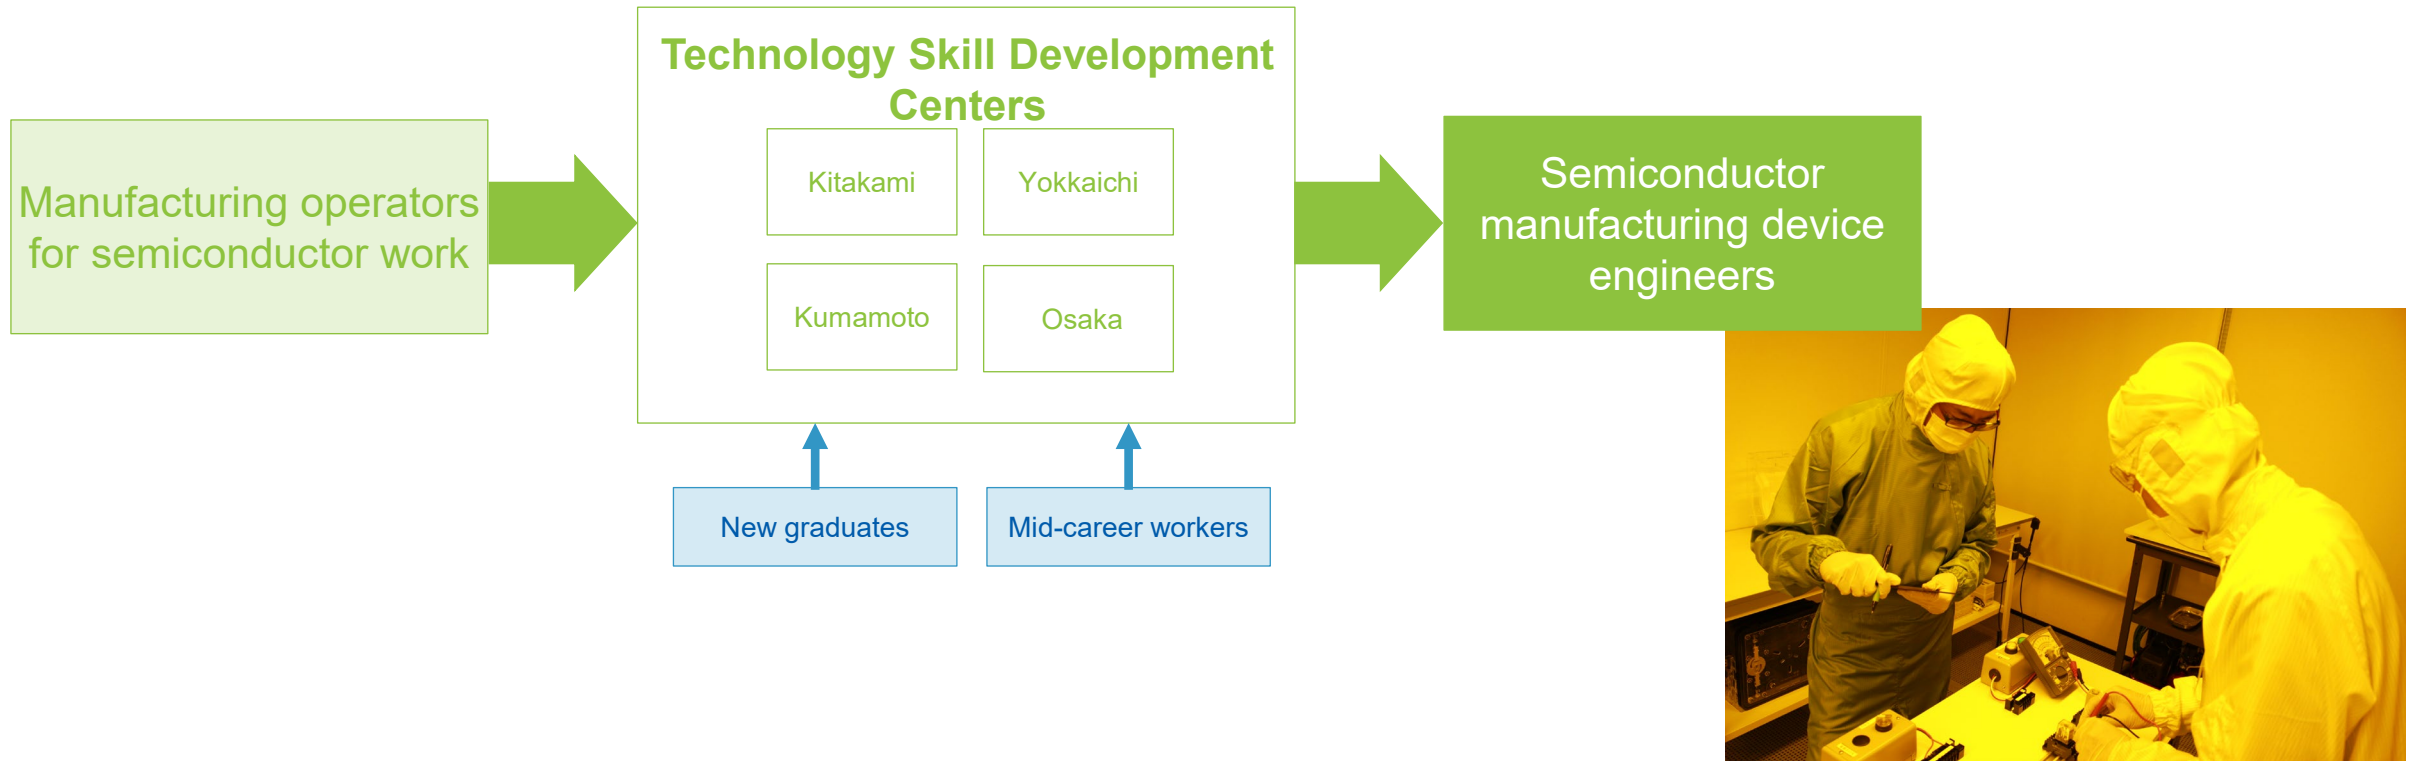 Technology Skill Development
Centers
Manufacturing operators
for semiconductor work
Kitakami
Yokkaichi
Kumamoto
Osaka
Semiconductor
manufacturing device
engineers
New graduates
Mid-career workers